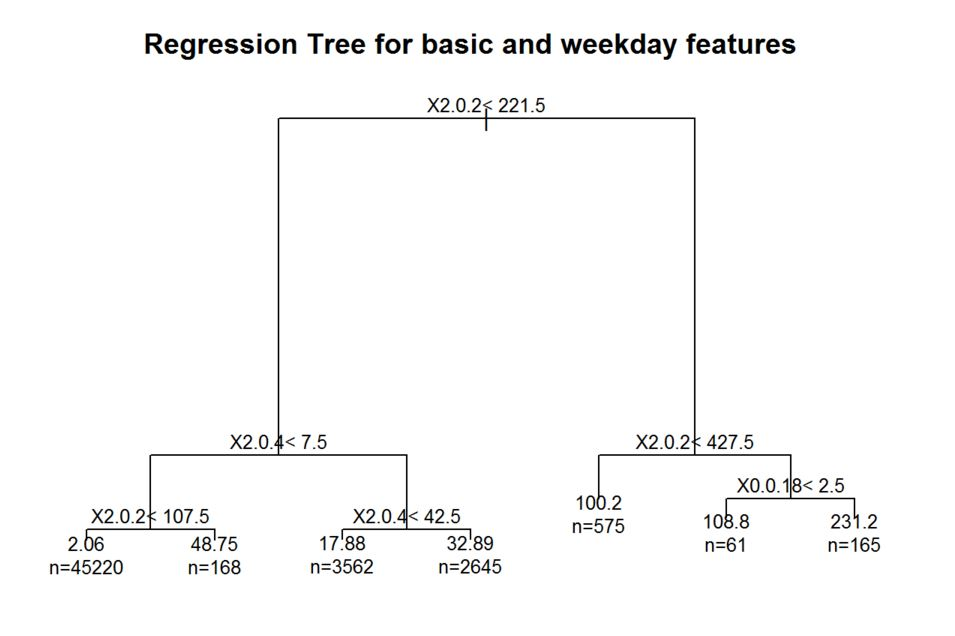 Regression Tree for basic and weekday features
X2.0.2< 221.5
X2.0.4< 7.5
X2.0.2< 427.5
X2.0.2< 107.5
X2.0.4< 42.5
X0.0.18< 2.5
2.06
n=45220
48.75
n=168
17.88
n=3562
32.89
n=2645
100.2
n=575
108.8
n=61
231.2
n=165